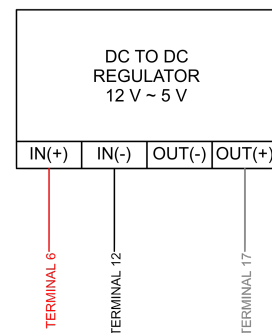 DC TO DC
REGULATOR
12 V ~ 5 V
IN(+) IN(-) OUT(-) OUT(+)
TERMINAL 6
TERMINAL 12
TERMINAL 17